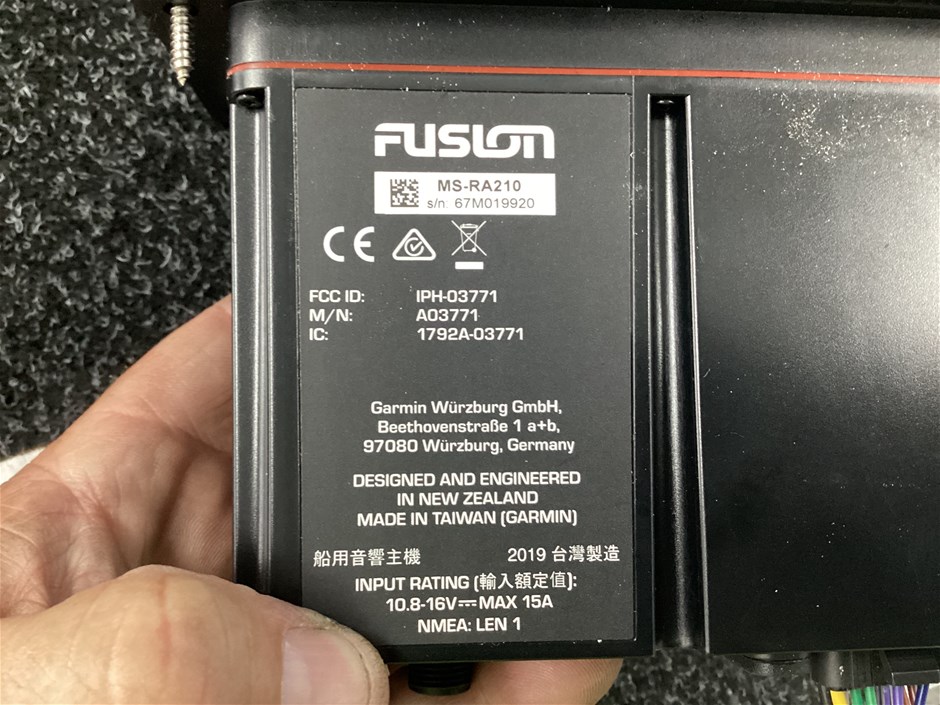 FUSION
MS-RA210
s/n: 67M019920
CE
FCC ID: IPH-03771
M/N: A03771
IC: 1792A-03771
Garmin Würzburg GmbH,
Beethovenstraße 1 a+b,
97080 Würzburg, Germany
DESIGNED AND ENGINEERED
IN NEW ZEALAND
MADE IN TAIWAN (GARMIN)
船用音響主機 2019 台灣製造
INPUT RATING (輸入額定值):
10.8-16V⎓MAX 15A
NMEA: LEN 1